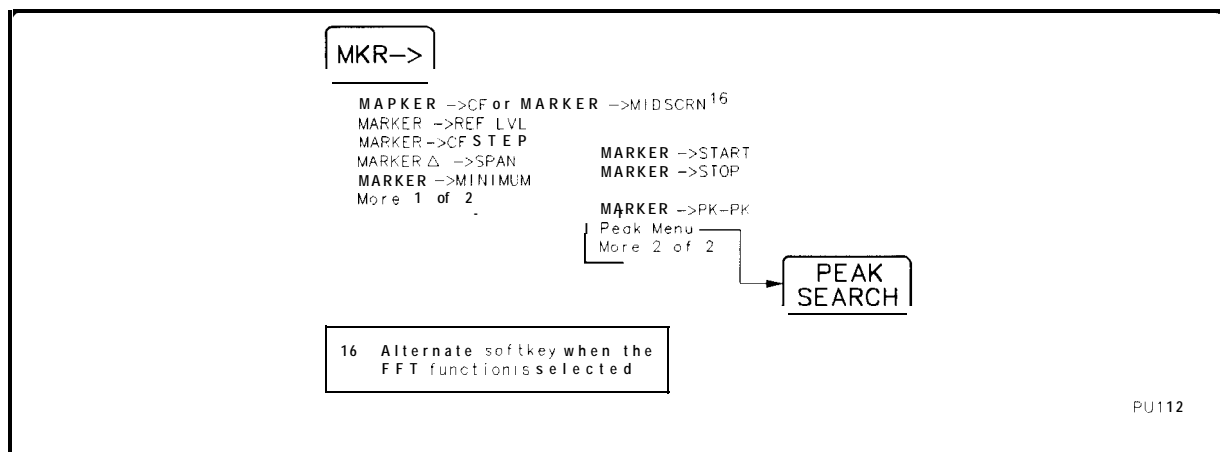 MKR–>
MAPKER –>CF or MARKER –>MIDSCRN 16
MARKER –>REF LVL
MARKER–>CF STEP
MARKER △ –>SPAN
MARKER –>MINIMUM
More 1 of 2
MARKER –>START
MARKER –>STOP
MARKER –>PK–PK
Peak Menu
More 2 of 2
PEAK
SEARCH
16 Alternate softkey when the
FFT function is selected
PU112